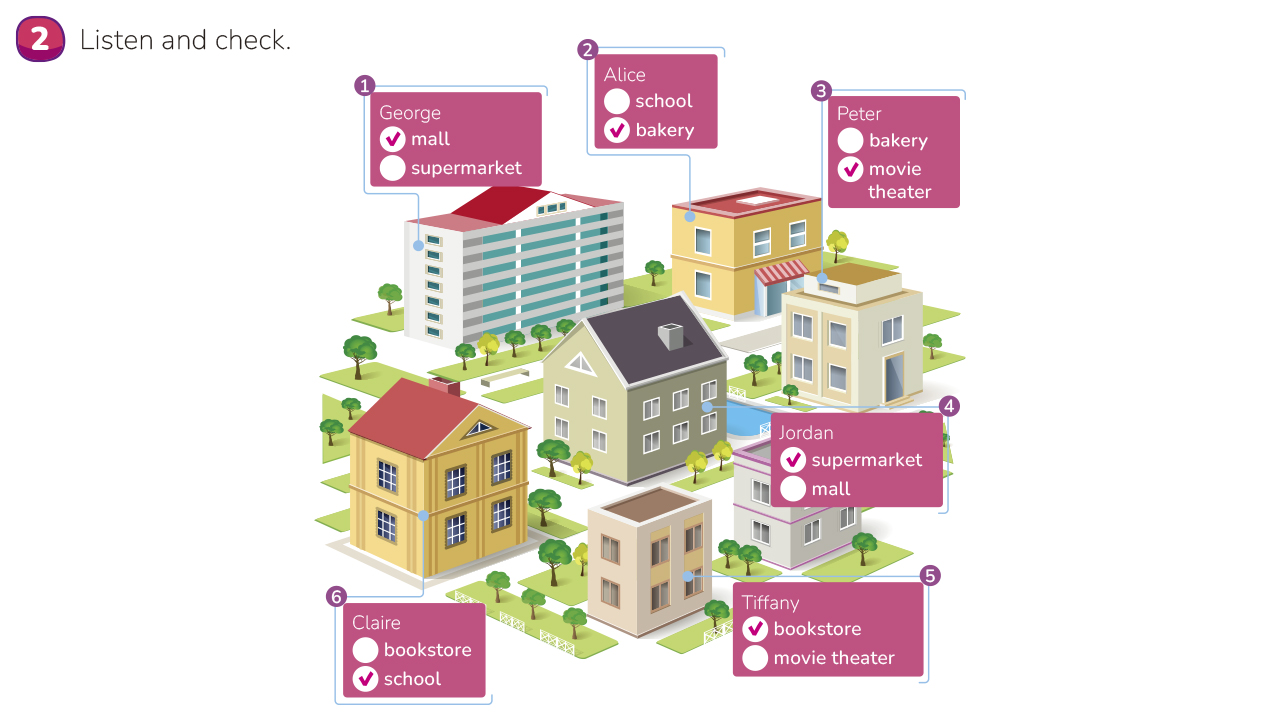 2 Listen and check.
1
George
mall
supermarket
2
Alice
school
bakery
3
Peter
bakery
movie
theater
4
Jordan
supermarket
mall
5
Tiffany
bookstore
movie theater
6
Claire
bookstore
school